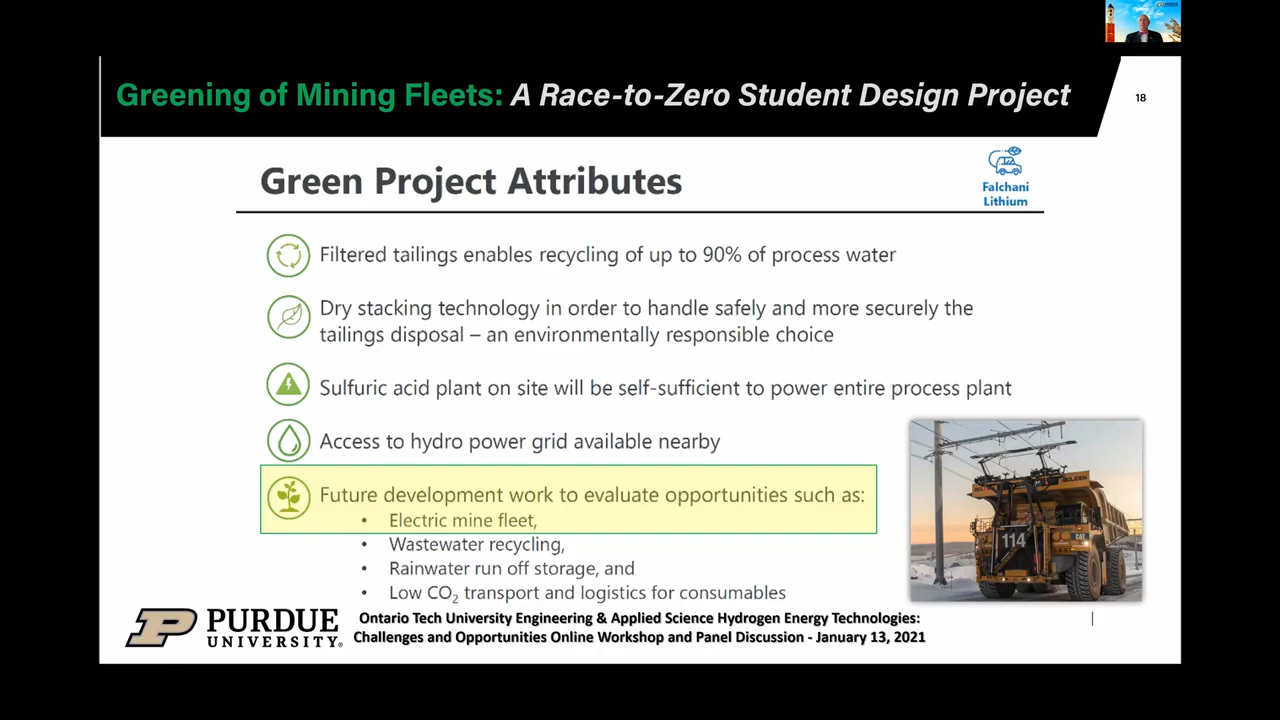 Greening of Mining Fleets: A Race-to-Zero Student Design Project
18
Green Project Attributes
Falchani
Lithium
Filtered tailings enables recycling of up to 90% of process water
Dry stacking technology in order to handle safely and more securely the
tailings disposal – an environmentally responsible choice
Sulfuric acid plant on site will be self-sufficient to power entire process plant
Access to hydro power grid available nearby
Future development work to evaluate opportunities such as:
• Electric mine fleet,
• Wastewater recycling,
• Rainwater run off storage, and
• Low CO₂ transport and logistics for consumables
114
CAT
PURDUE
UNIVERSITY®
Ontario Tech University Engineering & Applied Science Hydrogen Energy Technologies:
Challenges and Opportunities Online Workshop and Panel Discussion - January 13, 2021